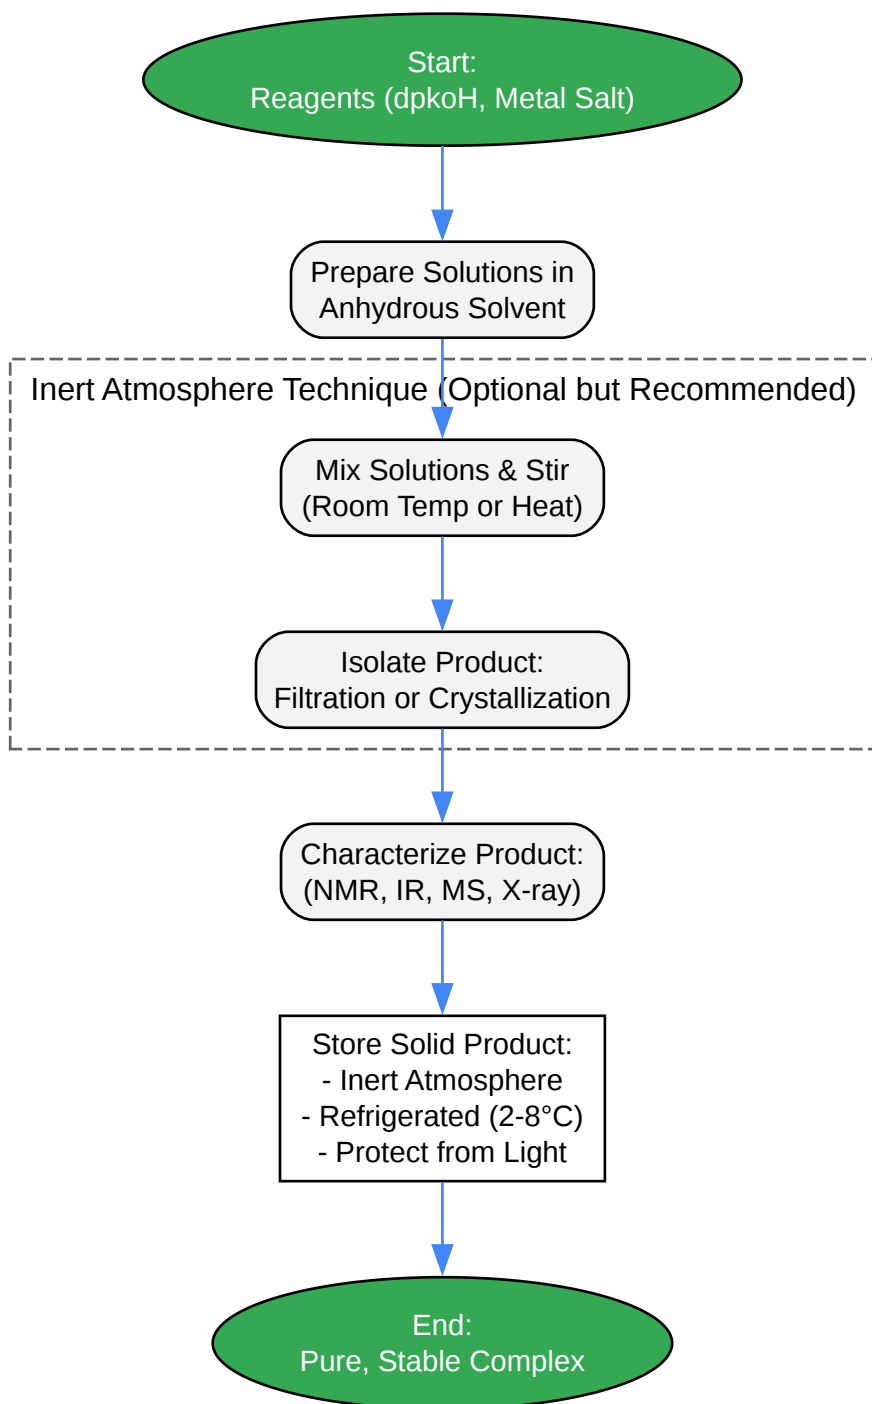 Start:
Reagents (dpkoH, Metal Salt)
Prepare Solutions in
Anhydrous Solvent
Inert Atmosphere Technique (Optional but Recommended)
Mix Solutions & Stir
(Room Temp or Heat)
Isolate Product:
Filtration or Crystallization
Characterize Product:
(NMR, IR, MS, X-ray)
Store Solid Product:
- Inert Atmosphere
- Refrigerated (2-8°C)
- Protect from Light
End:
Pure, Stable Complex